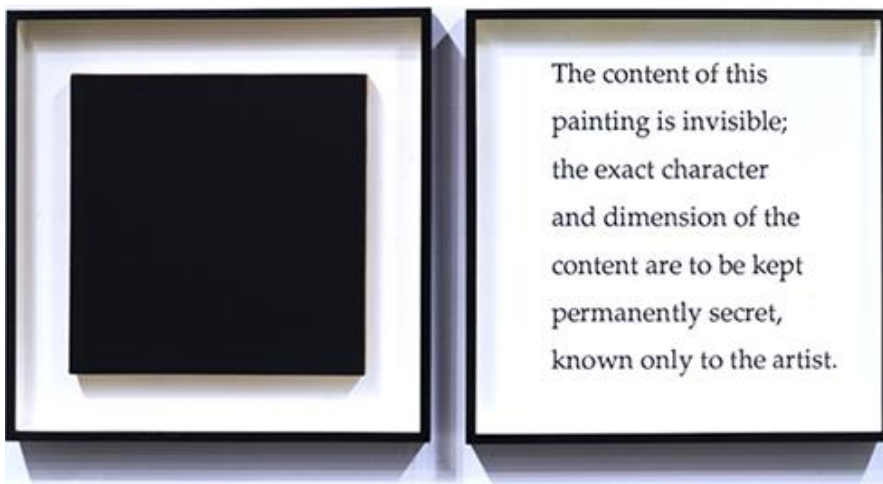 The content of this
painting is invisible;
the exact character
and dimension of the
content are to be kept
permanently secret,
known only to the artist.